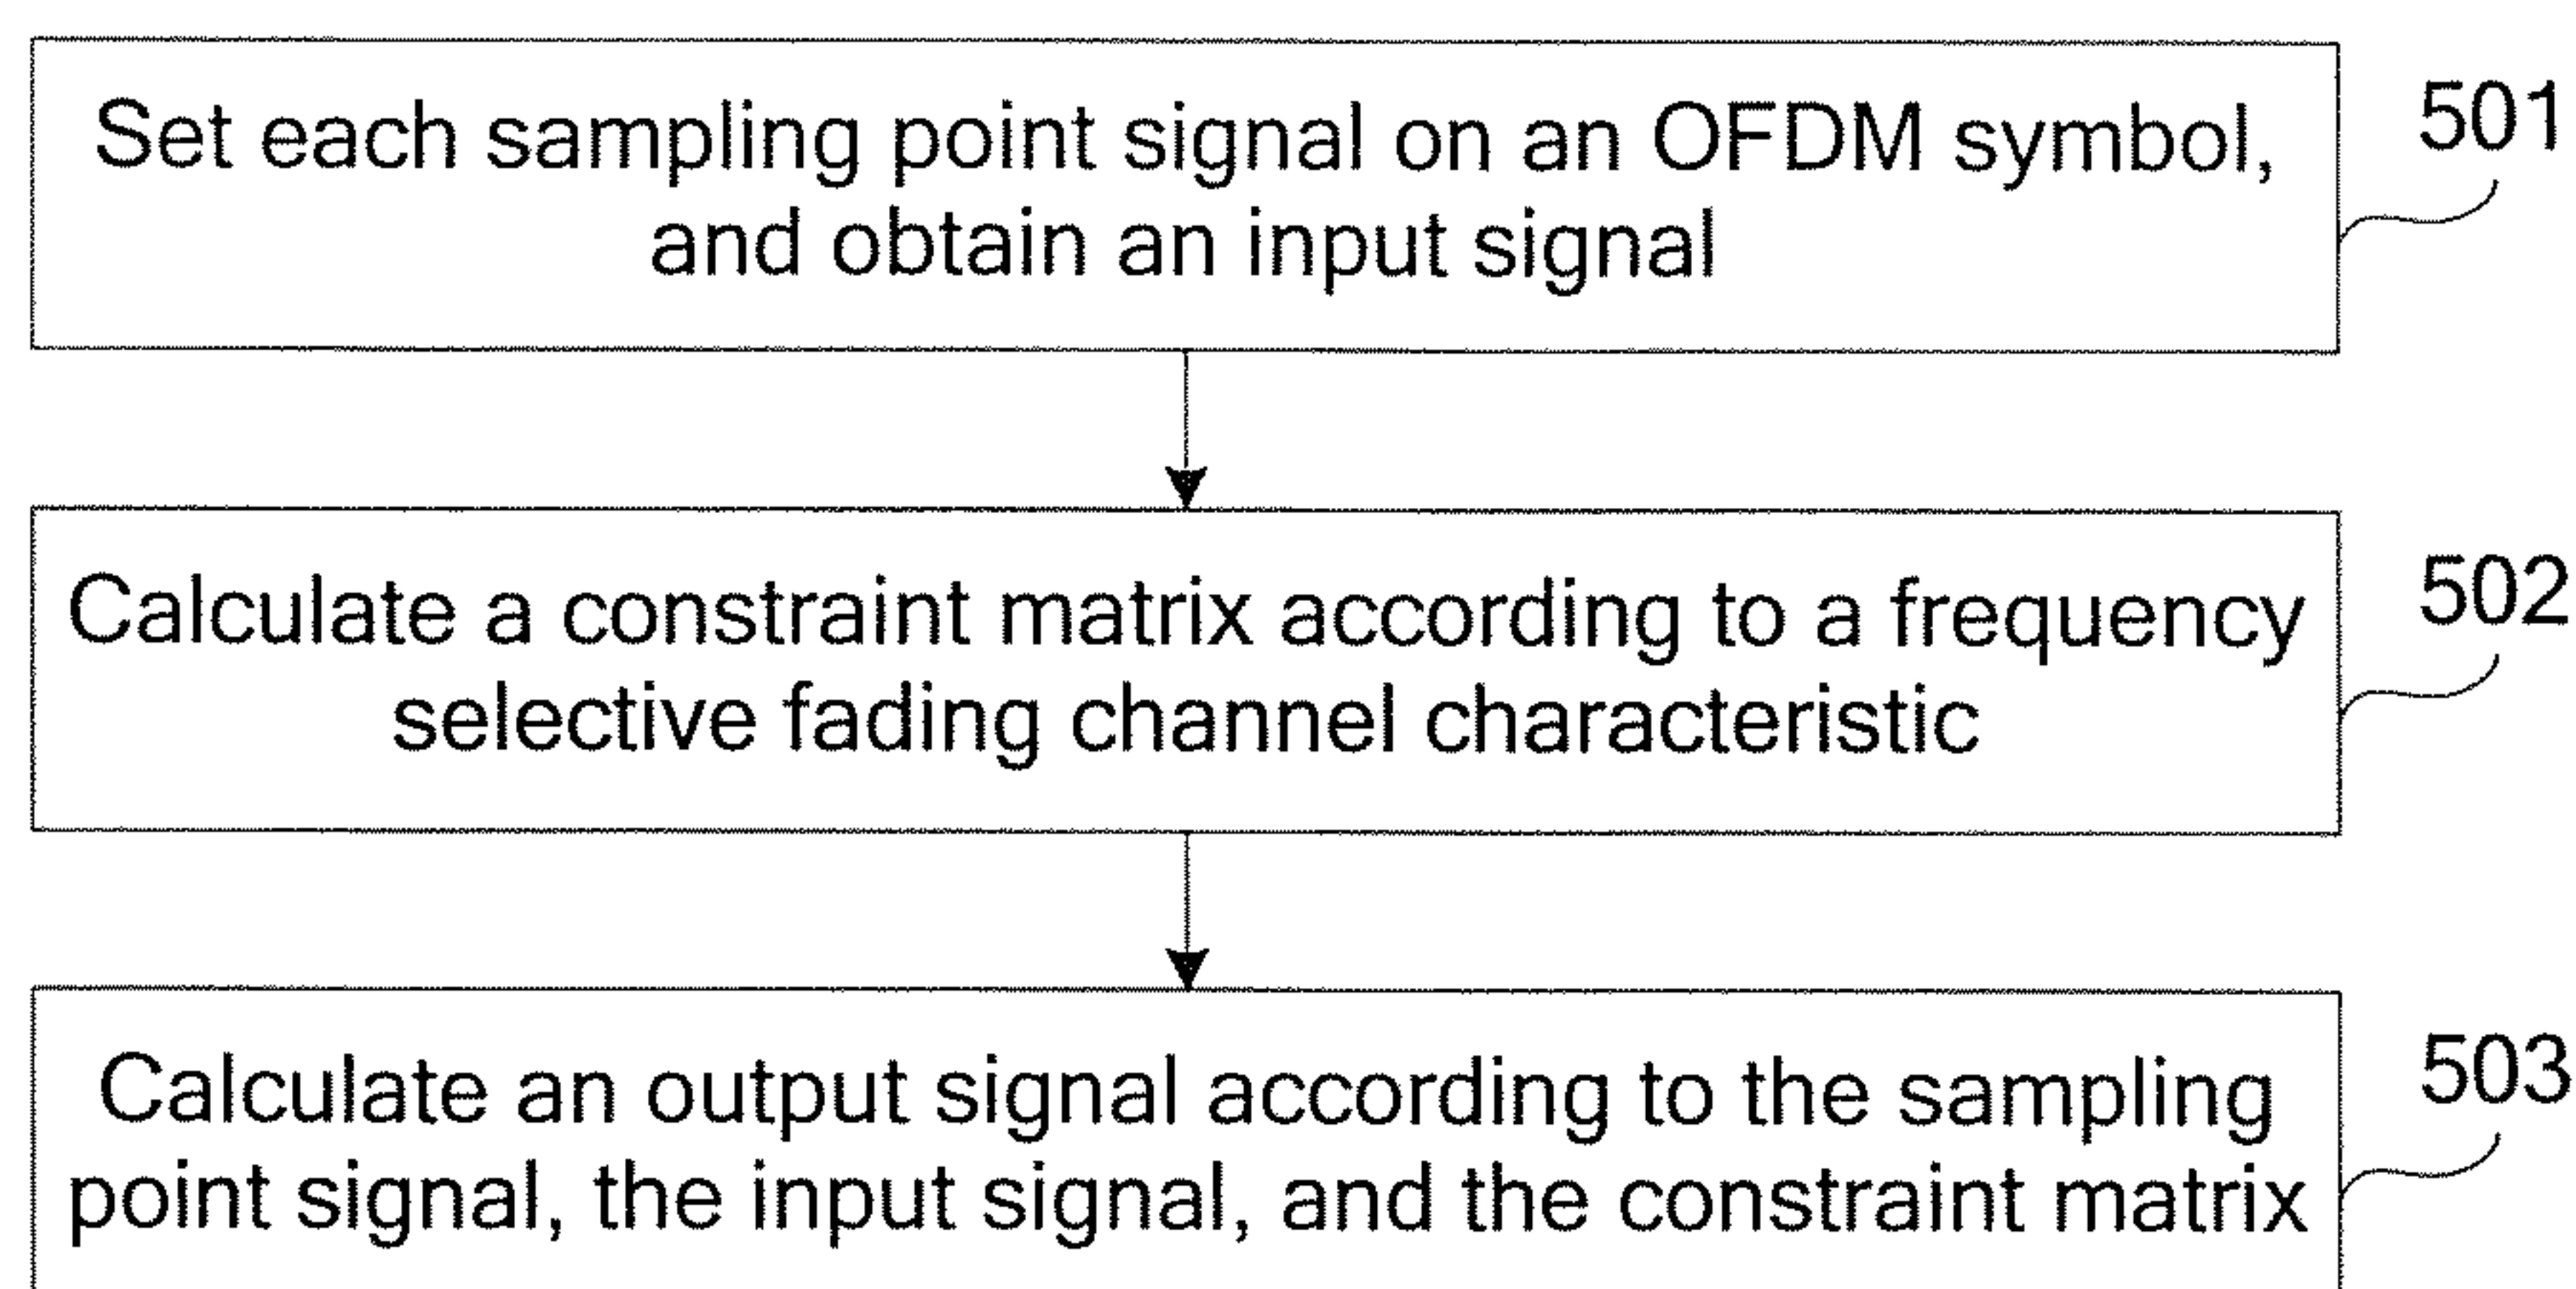 Set each sampling point signal on an OFDM symbol,
and obtain an input signal
501
Calculate a constraint matrix according to a frequency
selective fading channel characteristic
502
Calculate an output signal according to the sampling
point signal, the input signal, and the constraint matrix
503